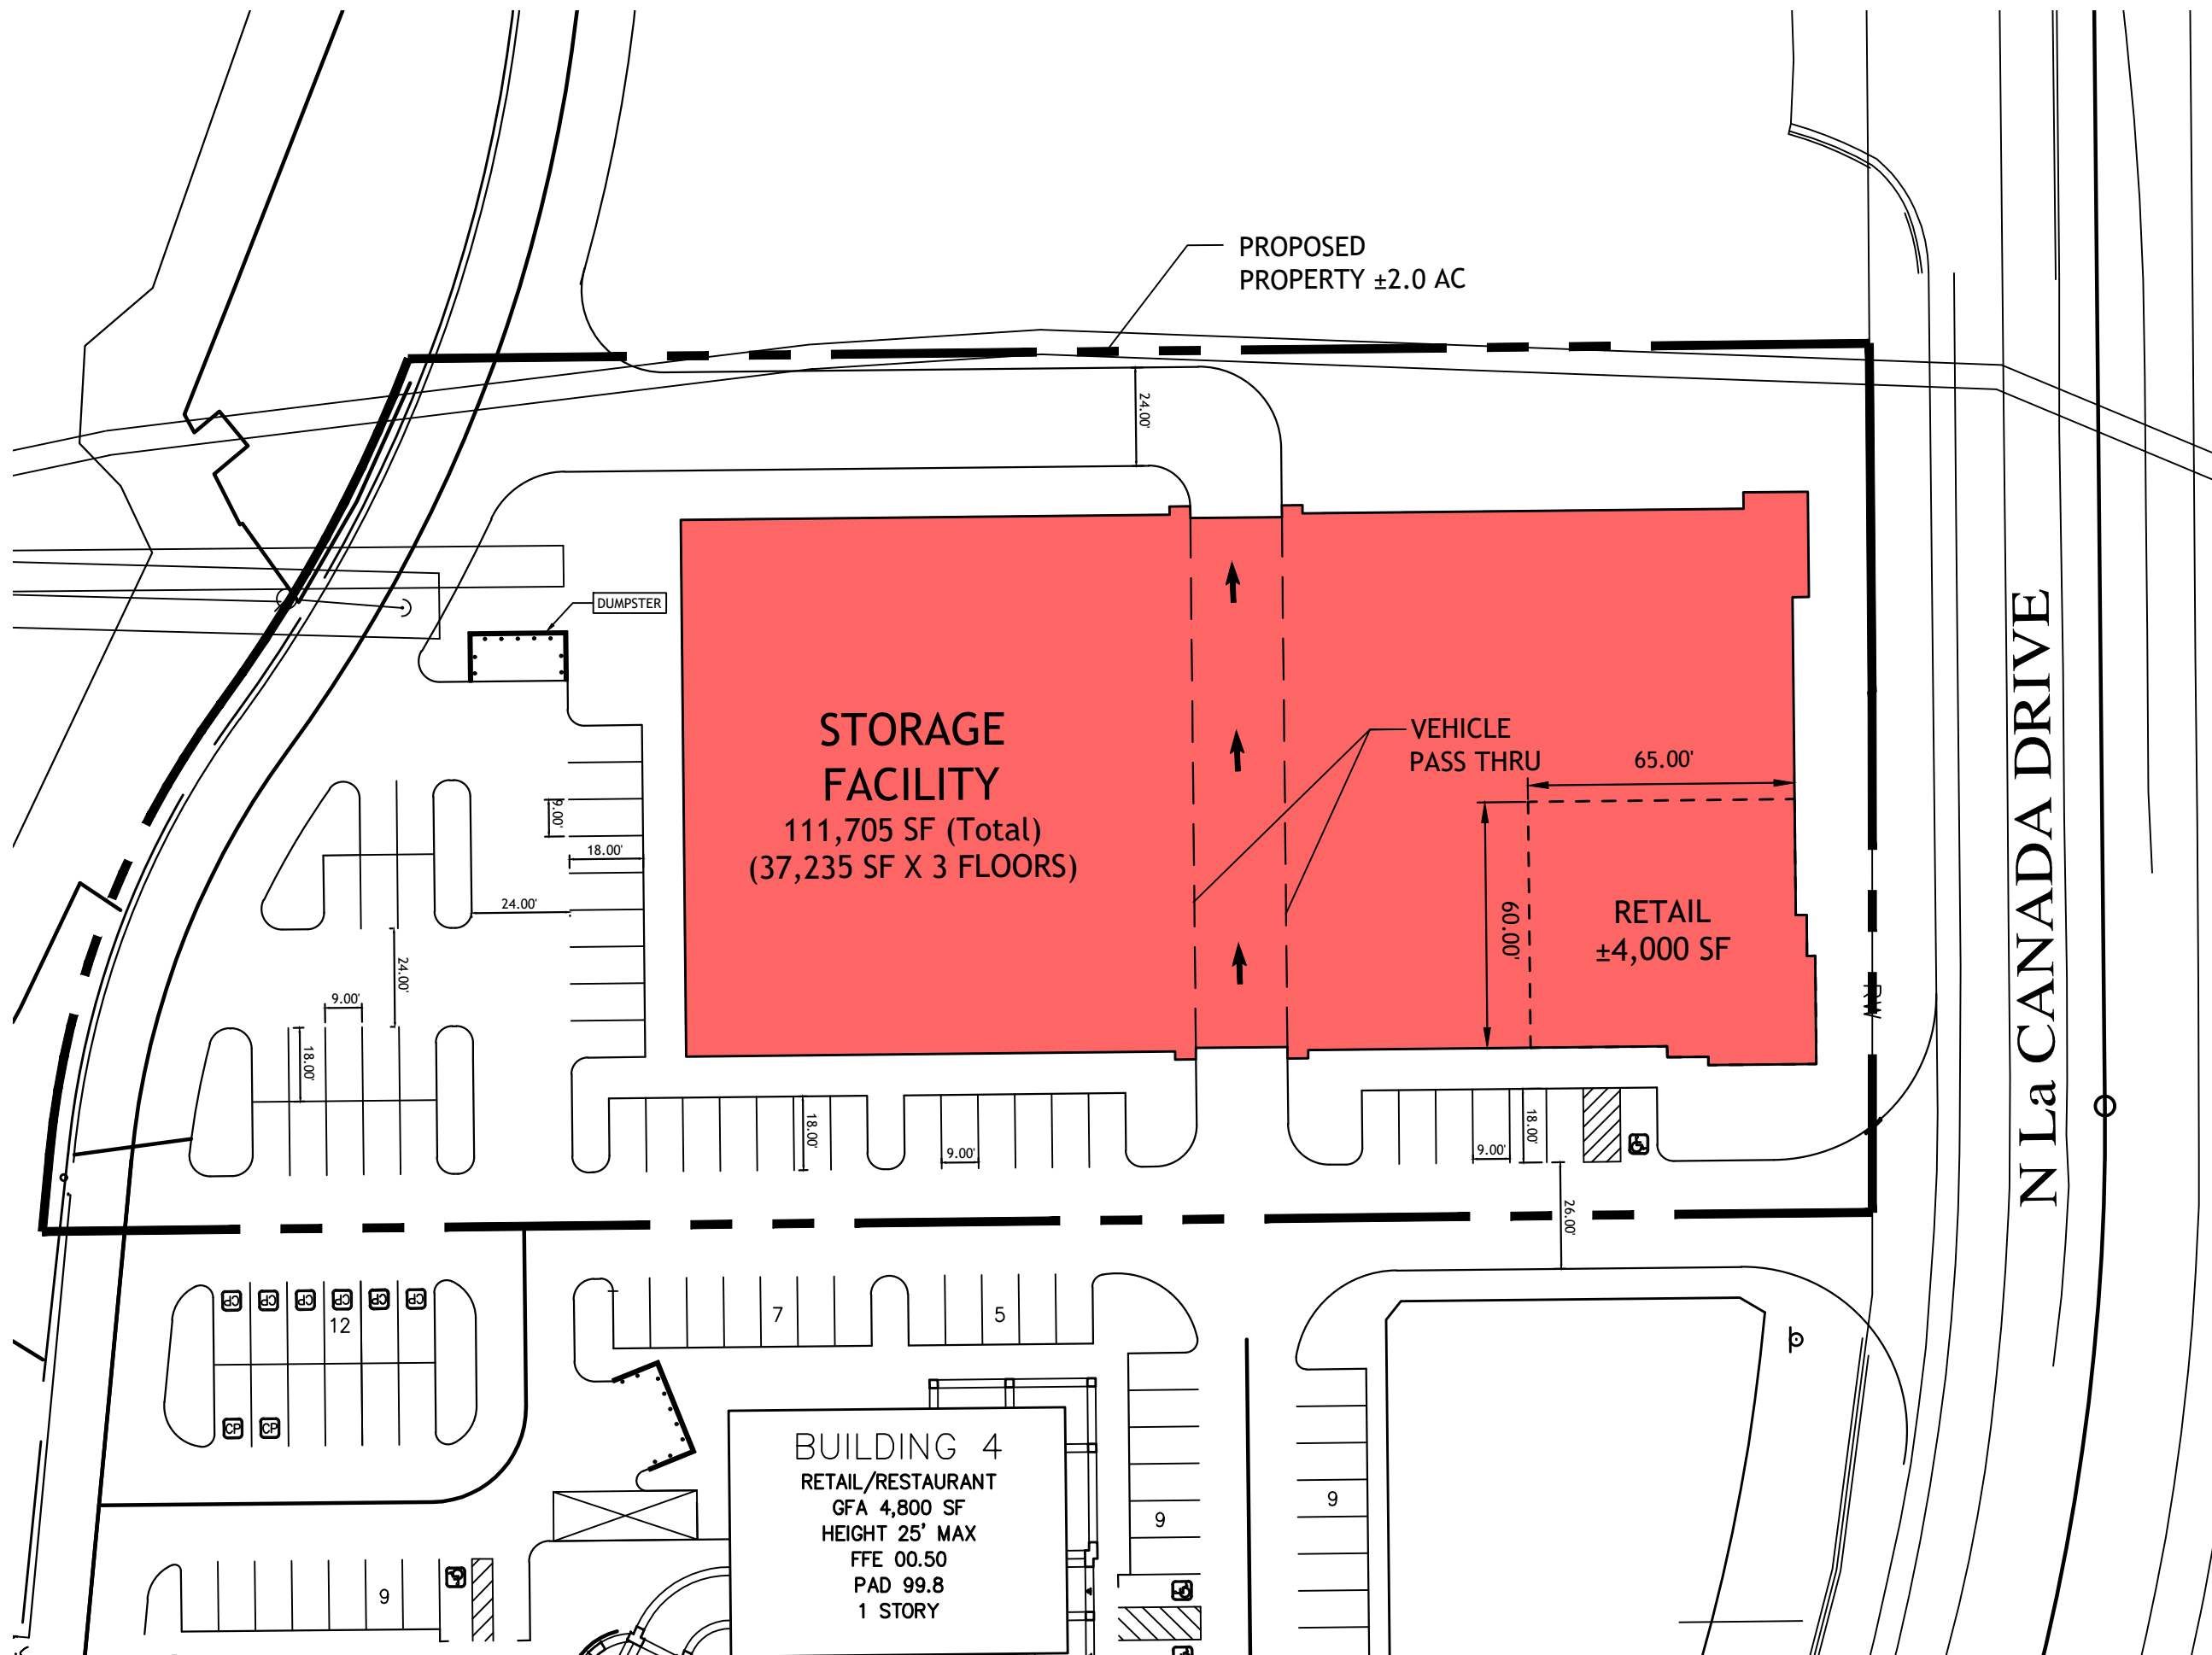 PROPOSED
PROPERTY ±2.0 AC
24.00'
DUMPSTER
STORAGE
FACILITY
111,705 SF (Total)
(37,235 SF X 3 FLOORS)
VEHICLE
PASS THRU
65.00'
60.00'
RETAIL
±4,000 SF
N La CANADA DRIVE
9.00'
18.00'
24.00'
24.00'
9.00'
18.00'
18.00'
9.00'
18.00'
9.00'
26.00'
RW
CP CP CP CP CP CP
12
CP CP
7
5
9
9
9
BUILDING 4
RETAIL/RESTAURANT
GFA 4,800 SF
HEIGHT 25' MAX
FFE 00.50
PAD 99.8
1 STORY